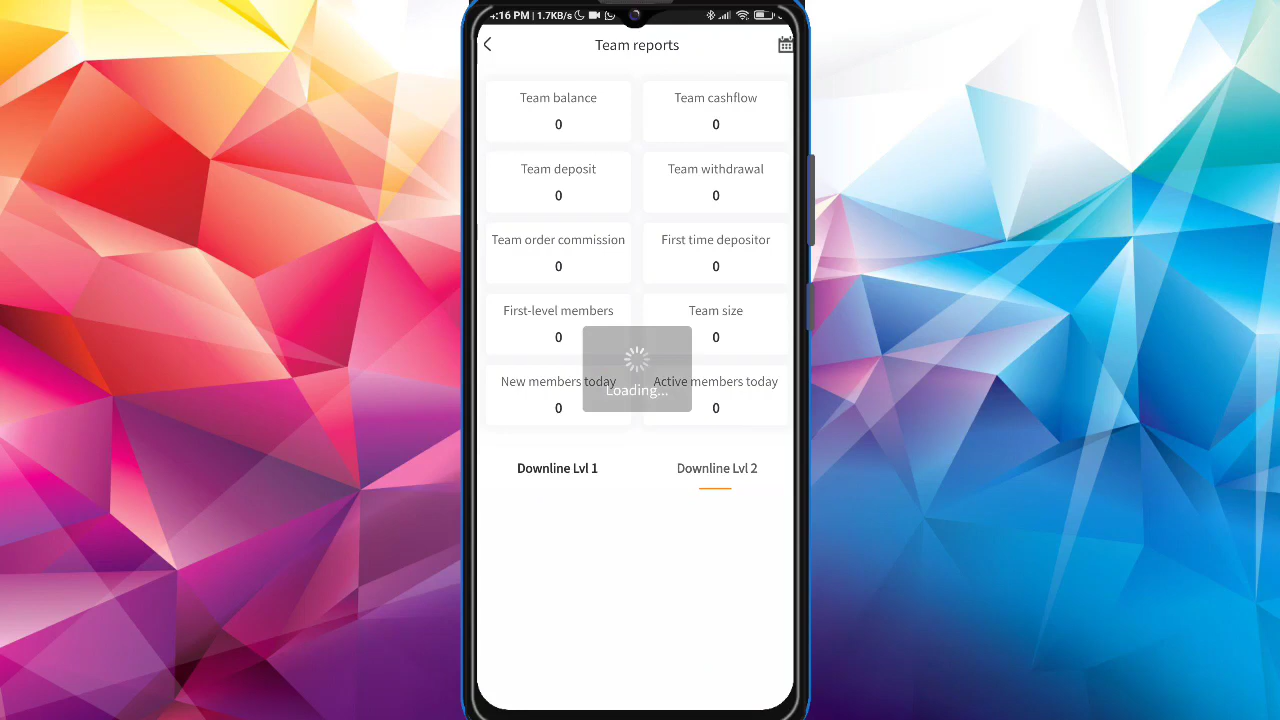 4:16 PM | 1.7KB/s
Team reports
Team balance
0
Team cashflow
0
Team deposit
0
Team withdrawal
0
Team order commission
0
First time depositor
0
First-level members
0
Team size
0
New members today
0
Active members today
0
Loading...
Downline Lvl 1
Downline Lvl 2